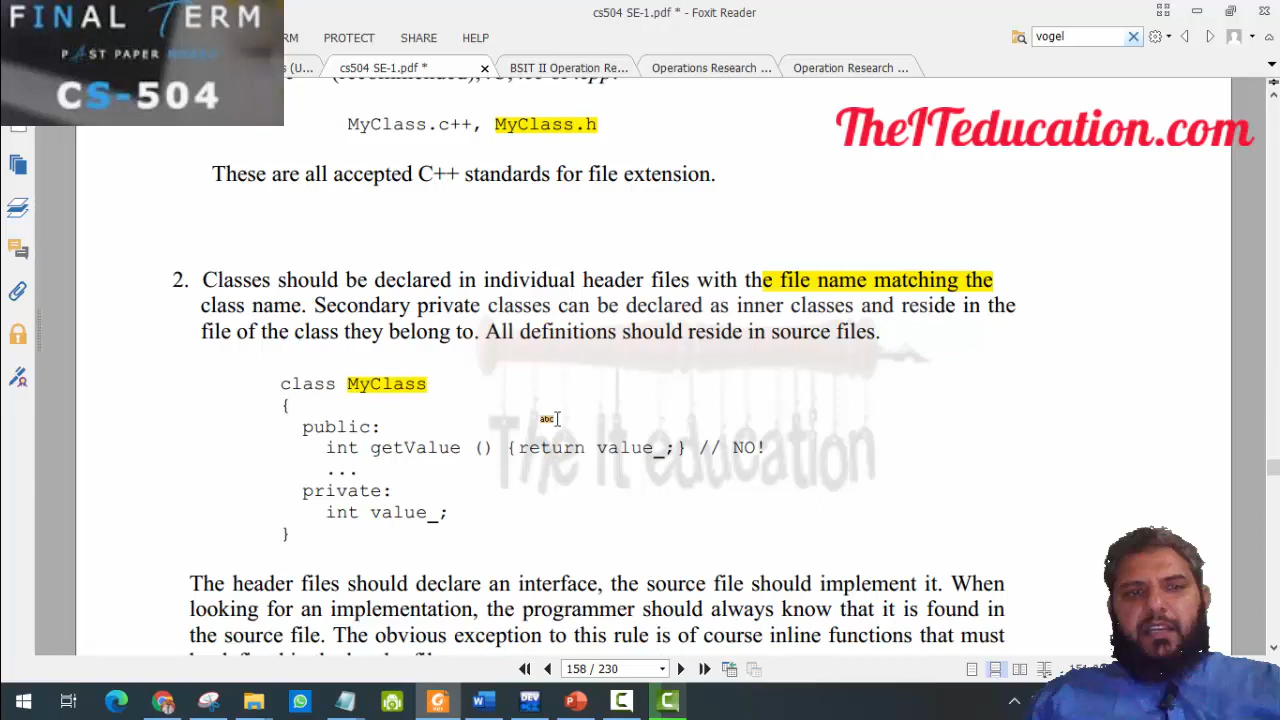 FINAL TERM
PAST PAPER
CS-504
cs504 SE-1.pdf * - Foxit Reader
RM PROTECT SHARE HELP
vogel
s (U... cs504 SE-1.pdf * BSIT II Operation Re... Operations Research ... Operation Research ...
MyClass.c++, MyClass.h
TheITeducation.com
These are all accepted C++ standards for file extension.
2. Classes should be declared in individual header files with the file name matching the
class name. Secondary private classes can be declared as inner classes and reside in the
file of the class they belong to. All definitions should reside in source files.
class MyClass
{
public:
abc
int getValue () {return value_;} // NO!
...
private:
int value_;
}
The It education
The header files should declare an interface, the source file should implement it. When
looking for an implementation, the programmer should always know that it is found in
the source file. The obvious exception to this rule is of course inline functions that must
158 / 230